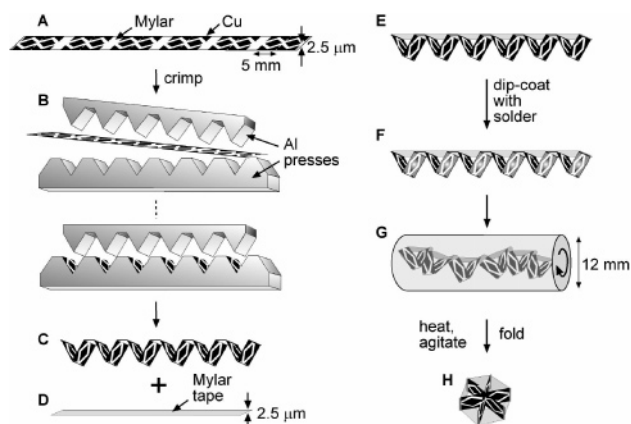 A
Mylar
Cu
2.5 μm
5 mm
crimp
B
Al
presses
C
+
Mylar
tape
D
2.5 μm
E
dip-coat
with
solder
F
G
12 mm
heat,
agitate
fold
H